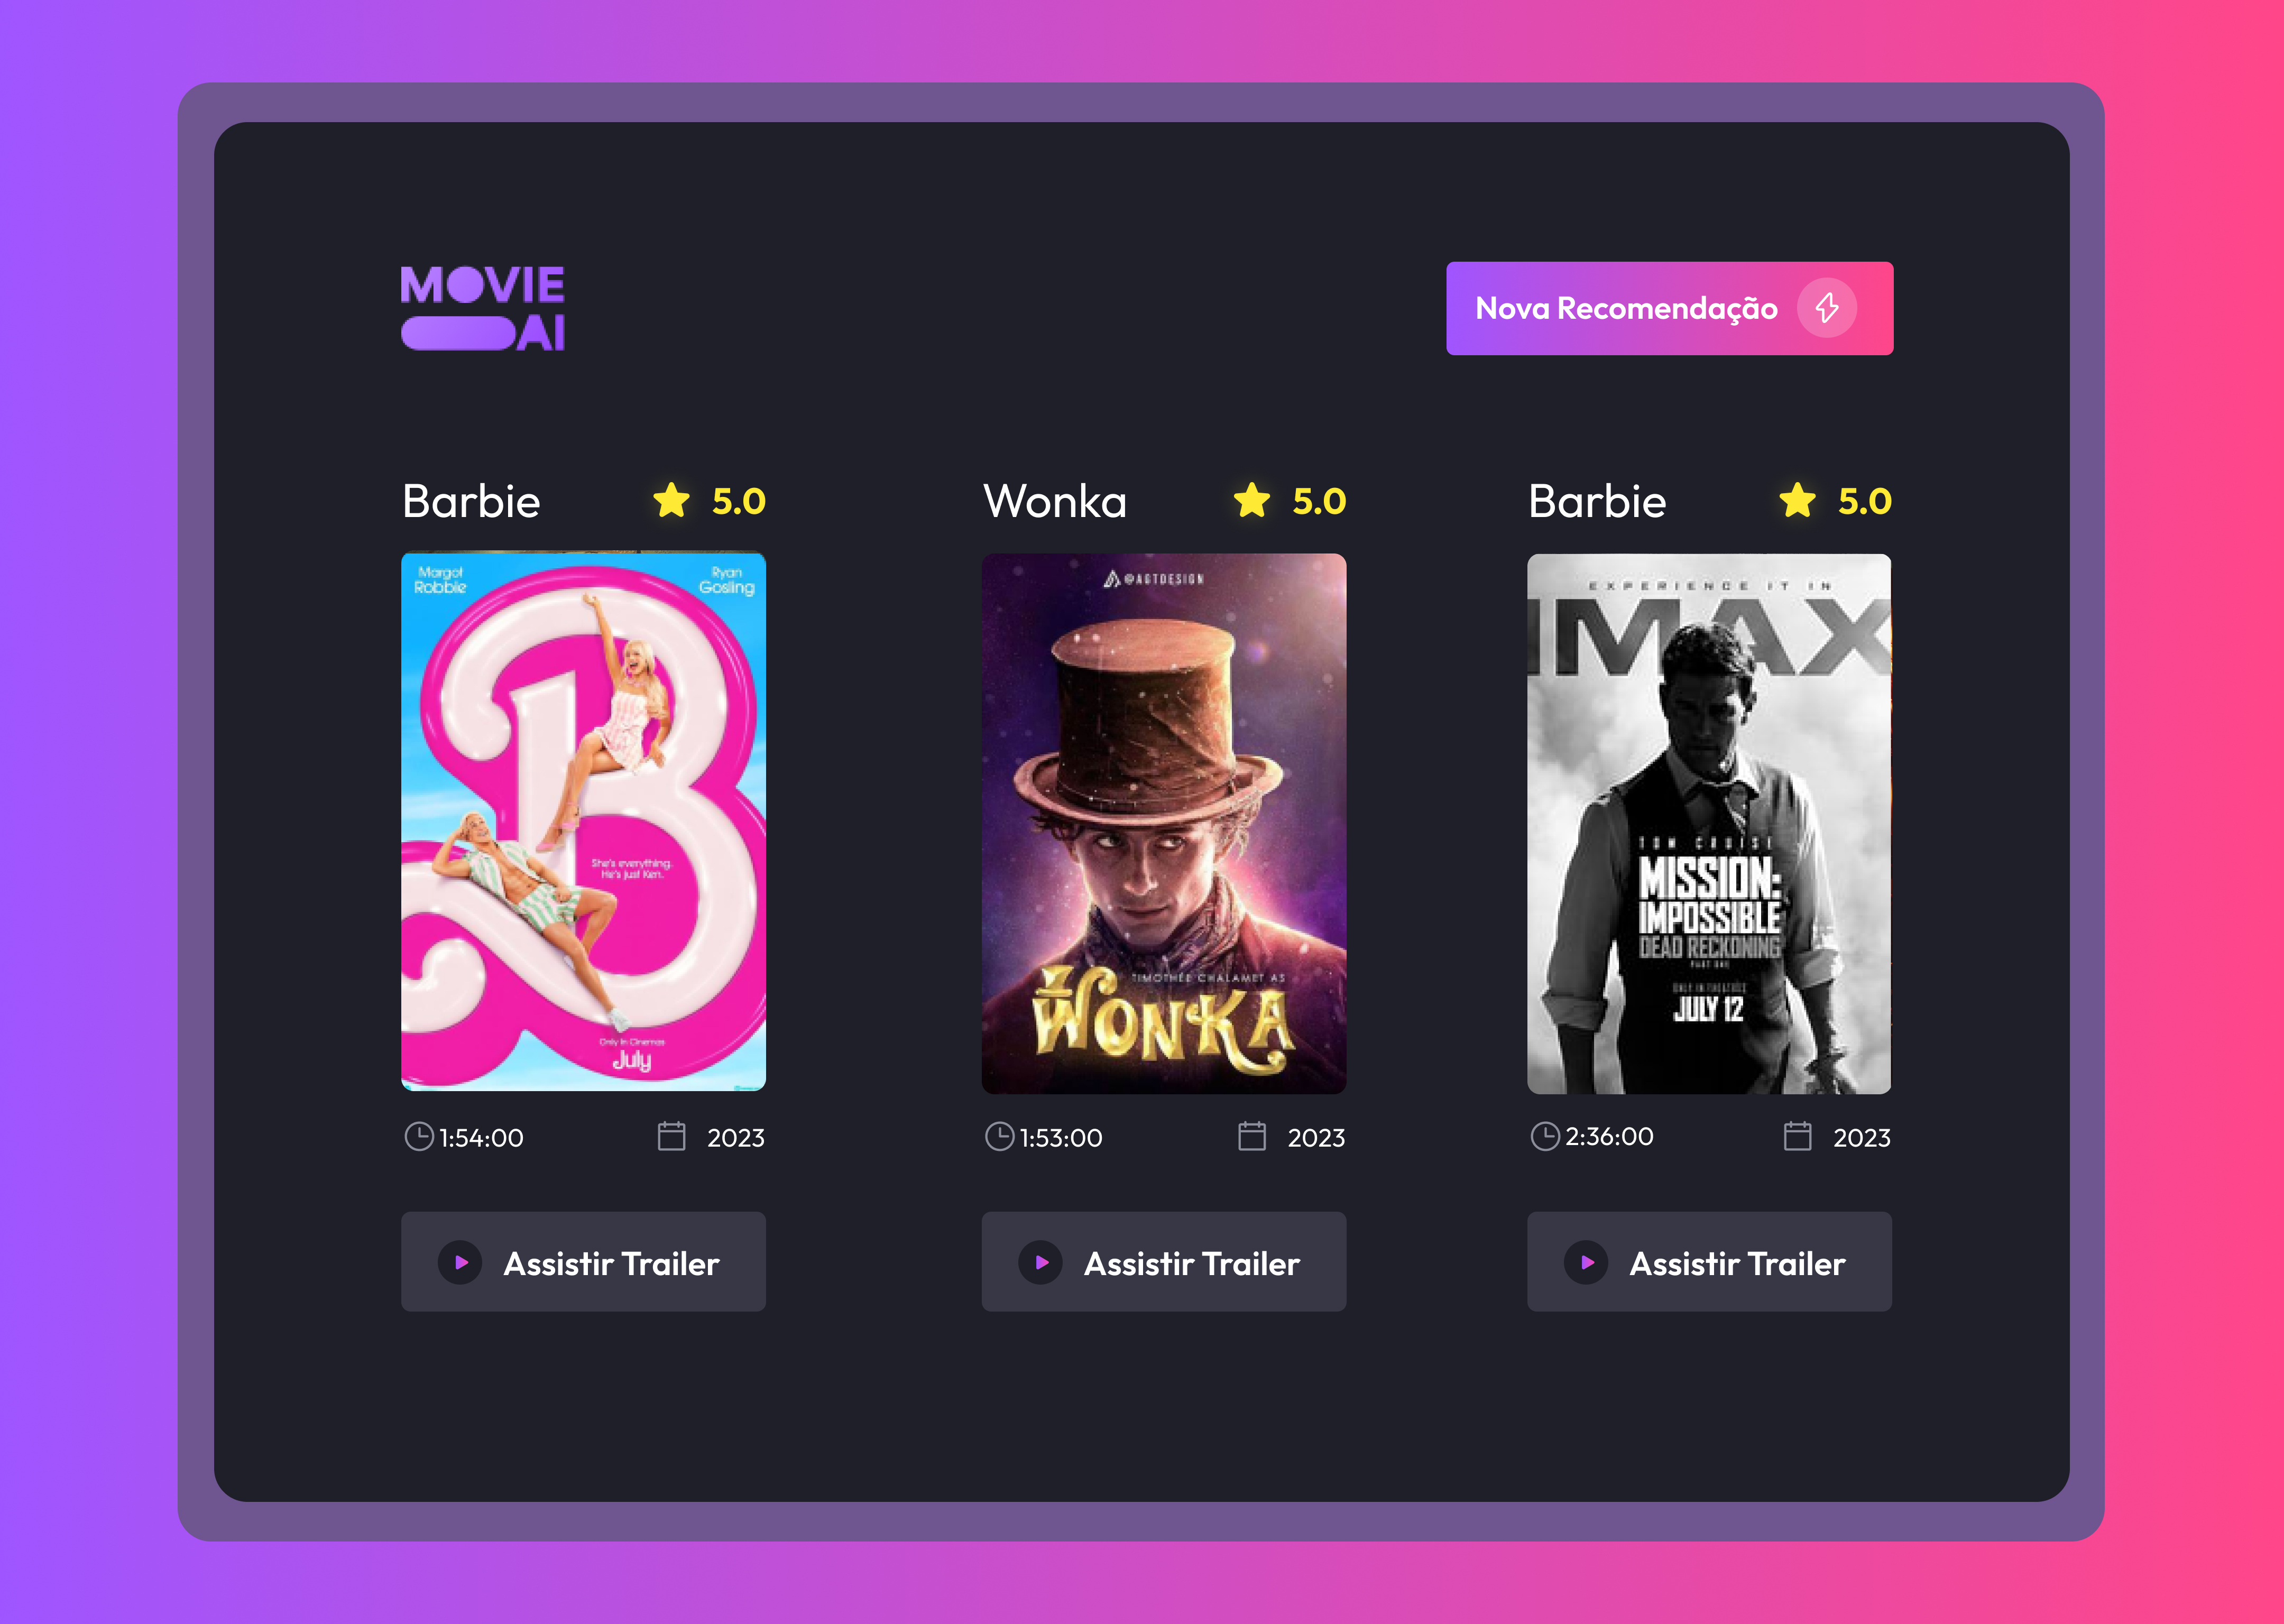 MOVIE
AI
Nova Recomendação
Barbie 5.0
Margot
Robbie
Ryan
Gosling
She's everything.
He's just Ken.
Only In Cinemas
July
1:54:00 2023
Assistir Trailer
Wonka 5.0
@AGTDESIGN
TIMOTHÉE CHALAMET AS
WONKA
1:53:00 2023
Assistir Trailer
Barbie 5.0
EXPERIENCE IT IN
IMAX
TOM CRUISE
MISSION:
IMPOSSIBLE
DEAD RECKONING
PART ONE
ONLY IN THEATRES
JULY 12
2:36:00 2023
Assistir Trailer